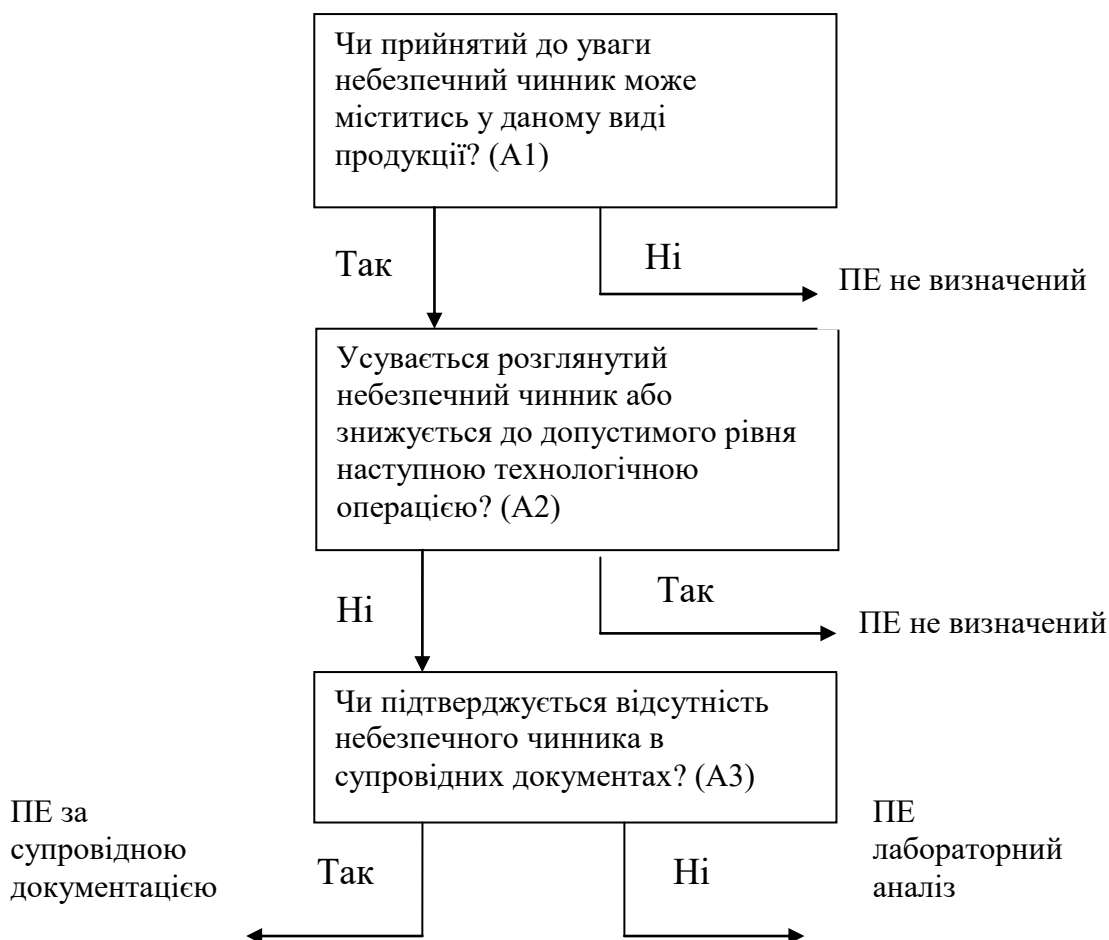 Чи прийнятий до уваги
небезпечний чинник може
міститись у даному виді
продукції? (А1)
Так
Ні
ПЕ не визначений
Усувається розглянутий
небезпечний чинник або
знижується до допустимого рівня
наступною технологічною
операцією? (А2)
Ні
Так
ПЕ не визначений
Чи підтверджується відсутність
небезпечного чинника в
супровідних документах? (А3)
ПЕ за
супровідною
документацією
Так
Ні
ПЕ
лабораторний
аналіз